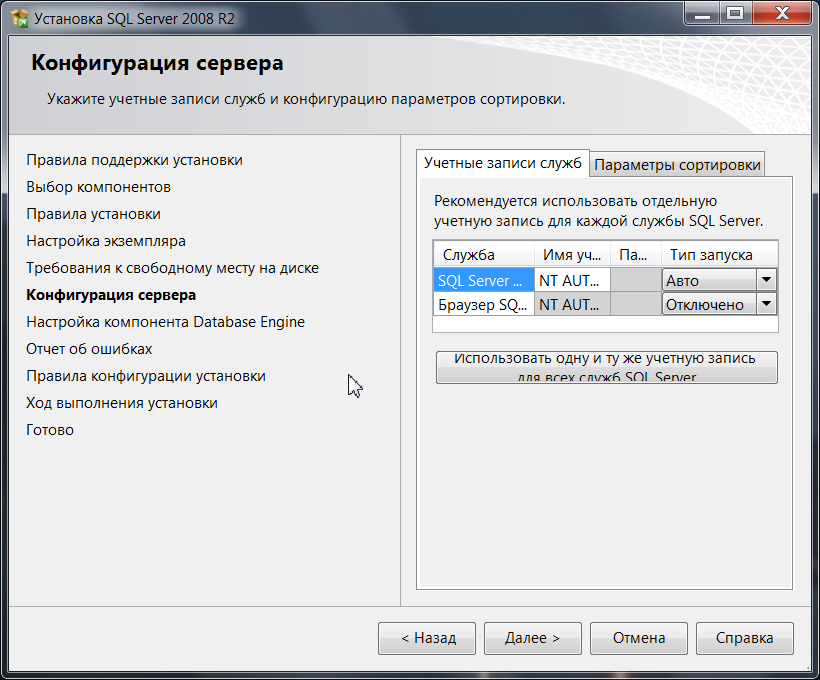 Установка SQL Server 2008 R2
Конфигурация сервера
Укажите учетные записи служб и конфигурацию параметров сортировки.
Правила поддержки установки
Выбор компонентов
Правила установки
Настройка экземпляра
Требования к свободному месту на диске
Конфигурация сервера
Настройка компонента Database Engine
Отчет об ошибках
Правила конфигурации установки
Ход выполнения установки
Готово
Учетные записи служб Параметры сортировки
Рекомендуется использовать отдельную
учетную запись для каждой службы SQL Server.
Служба Имя уч... Па... Тип запуска
SQL Server ... NT AUT... Авто
Браузер SQ... NT AUT... Отключено
Использовать одну и ту же учетную запись
для всех служб SQL Server
< Назад Далее > Отмена Справка